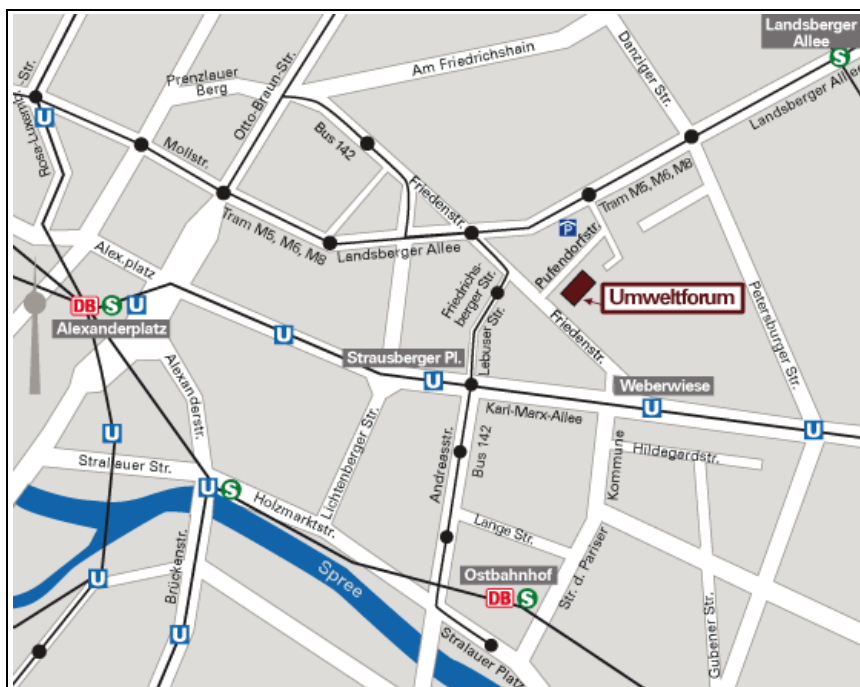 Landsberger
Allee
S
Danziger Str.
Am Friedrichshain
Prenzlauer
Berg
Otto-Braun-Str.
-Str.
U
Rosa-Luxembg.
Landsberger Allee
Bus 142
Mollstr.
Friedenstr.
Tram M5, M6, M8
Tram M5, M6, M8
Landsberger Allee
P
Pufendorfstr.
Alex.platz
Friedrichs-
berger Str.
Umweltforum
DB
S
U
Alexanderplatz
U
Petersburger Str.
Friedenstr.
Lebuser Str.
Strausberger Pl.
U
Weberwiese
U
Karl-Marx-Allee
Alexanderstr.
U
U
Lichtenberger Str.
Andreasstr.
Bus 142
Kommune
Hildegardstr.
Stralauer Str.
U
S
Holzmarktstr.
Lange Str.
Spree
Brückenstr.
U
Ostbahnhof
DB
S
Str. d. Pariser
Gubener Str.
U
Stralauer Platz